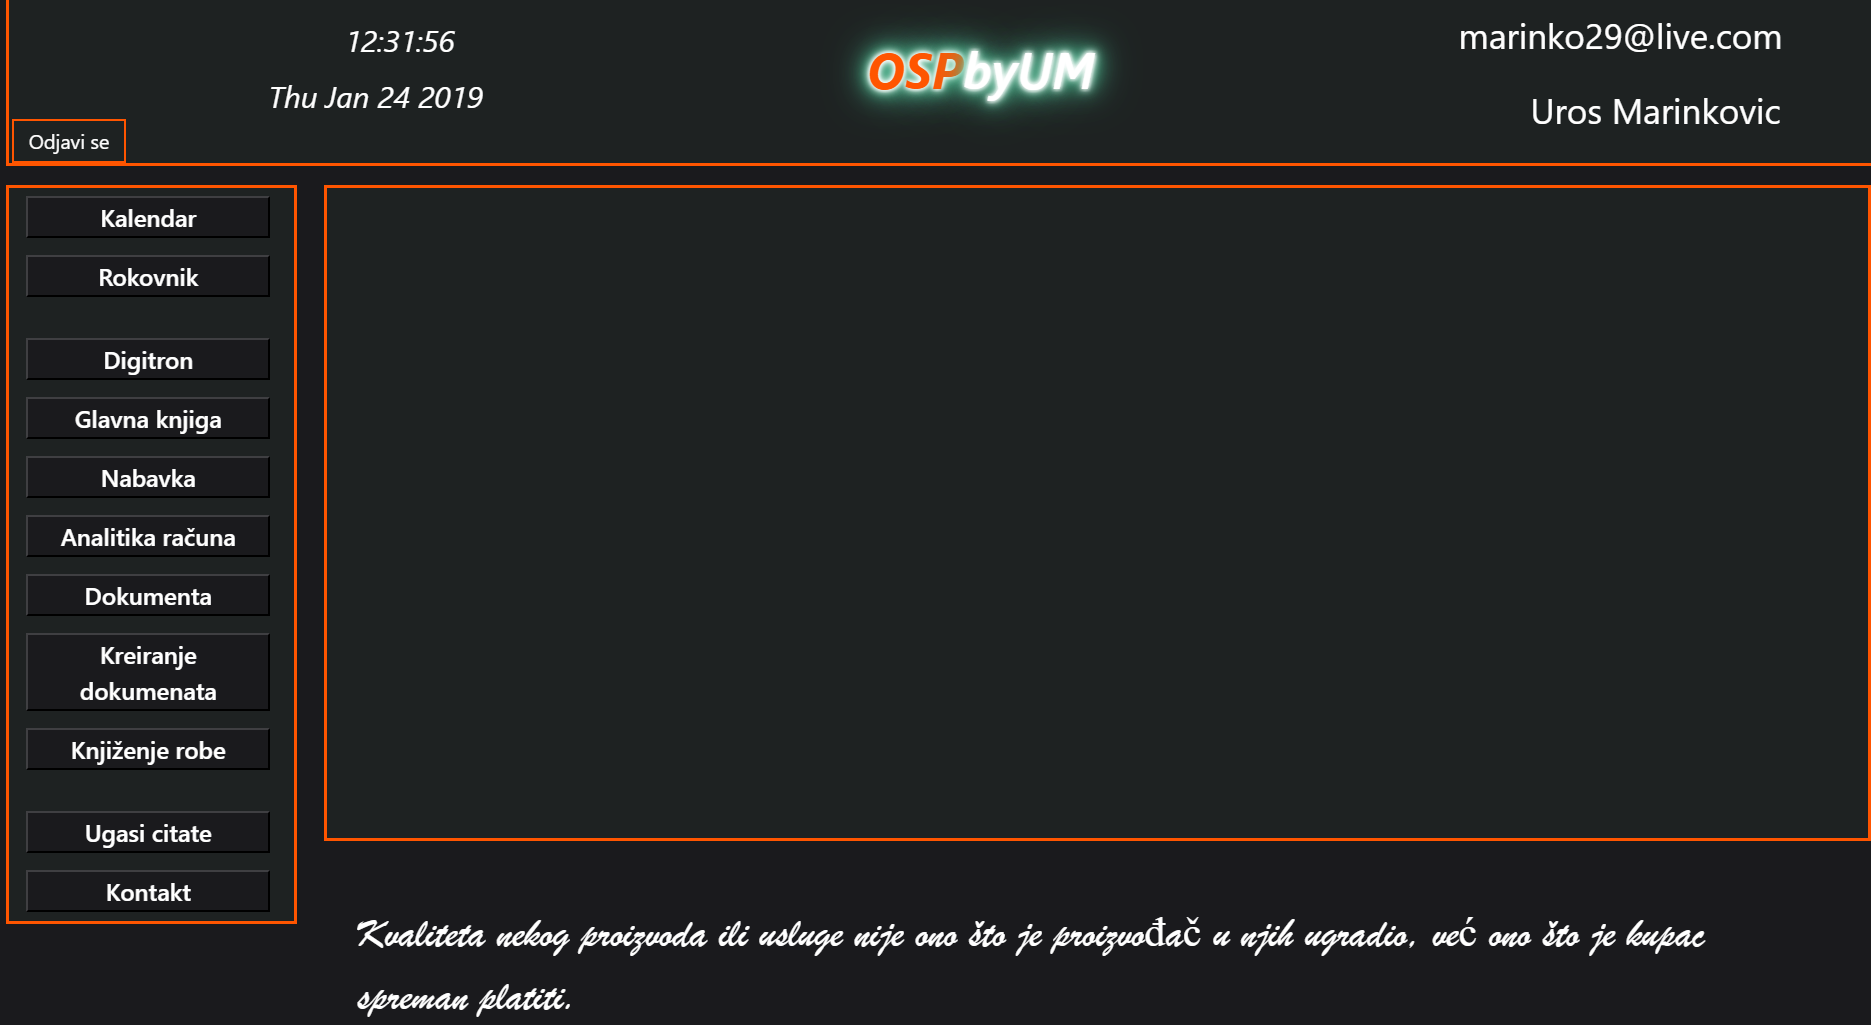 12:31:56
Thu Jan 24 2019
Odjavi se
OSPbyUM
marinko29@live.com
Uros Marinkovic
Kalendar
Rokovnik
Digitron
Glavna knjiga
Nabavka
Analitika računa
Dokumenta
Kreiranje
dokumenata
Knjiženje robe
Ugasi citate
Kontakt
Kvaliteta nekog proizvoda ili usluge nije ono što je proizvođač u njih ugradio, već ono što je kupac
spreman platiti.